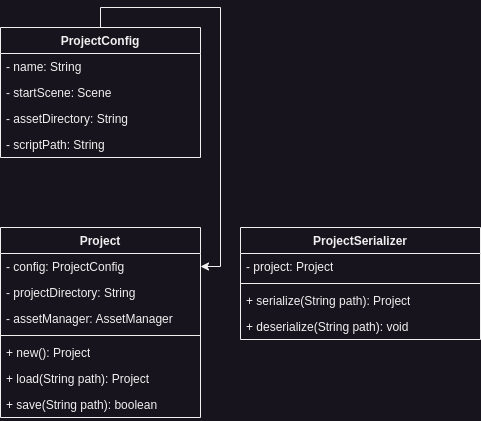 ProjectConfig
- name: String
- startScene: Scene
- assetDirectory: String
- scriptPath: String
Project
- config: ProjectConfig
- projectDirectory: String
- assetManager: AssetManager
+ new(): Project
+ load(String path): Project
+ save(String path): boolean
ProjectSerializer
- project: Project
+ serialize(String path): Project
+ deserialize(String path): void